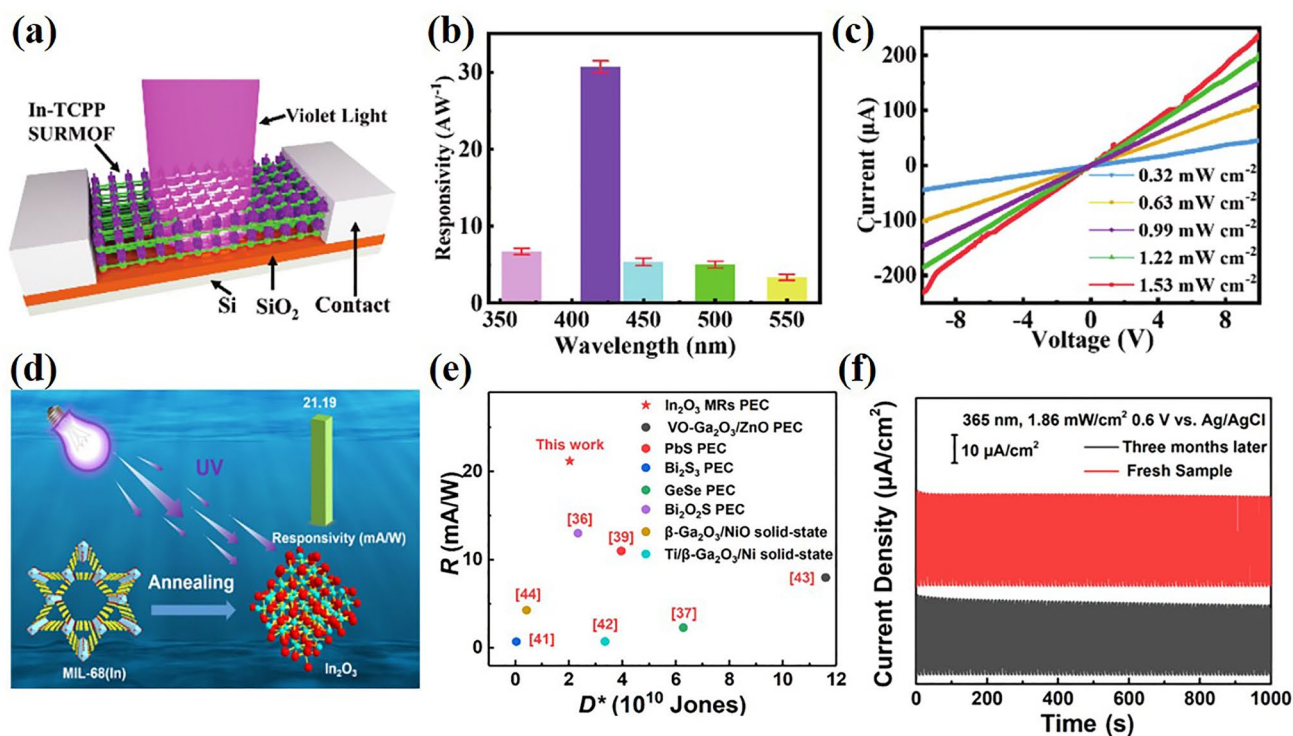 (a)
In-TCPP
SURMOF
Violet Light
Si
SiO₂
Contact
(b)
Responsivity (AW⁻¹)
30
20
10
0
350
400
450
500
550
Wavelength (nm)
(c)
Current (µA)
200
100
0
-100
-200
0.32 mW cm⁻²
0.63 mW cm⁻²
0.99 mW cm⁻²
1.22 mW cm⁻²
1.53 mW cm⁻²
-8
-4
0
4
8
Voltage (V)
(d)
21.19
UV
Responsivity (mA/W)
Annealing
MIL-68(In)
In₂O₃
(e)
R (mA/W)
20
10
0
This work
In₂O₃ MRs PEC
VO-Ga₂O₃/ZnO PEC
PbS PEC
Bi₂S₃ PEC
GeSe PEC
Bi₂O₂S PEC
β-Ga₂O₃/NiO solid-state
Ti/β-Ga₂O₃/Ni solid-state
[36]
[39]
[43]
[44]
[41]
[42]
[37]
0
2
4
6
8
10
12
D* (10¹⁰ Jones)
(f)
Current Density (µA/cm²)
365 nm, 1.86 mW/cm² 0.6 V vs. Ag/AgCl
10 µA/cm²
Three months later
Fresh Sample
0
200
400
600
800
1000
Time (s)